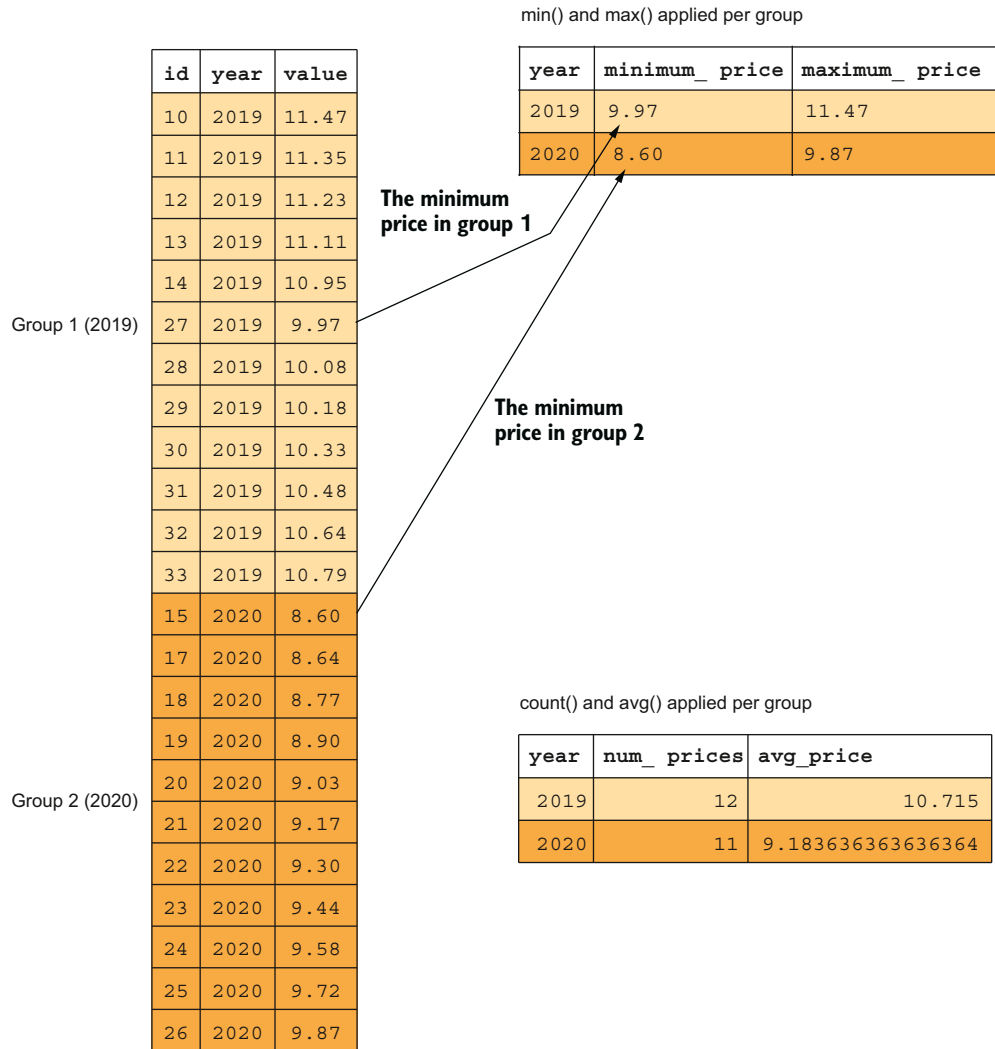 id year value
10 2019 11.47
11 2019 11.35
12 2019 11.23
13 2019 11.11
14 2019 10.95
27 2019 9.97
28 2019 10.08
29 2019 10.18
30 2019 10.33
31 2019 10.48
32 2019 10.64
33 2019 10.79
15 2020 8.60
17 2020 8.64
18 2020 8.77
19 2020 8.90
20 2020 9.03
21 2020 9.17
22 2020 9.30
23 2020 9.44
24 2020 9.58
25 2020 9.72
26 2020 9.87
Group 1 (2019)
Group 2 (2020)
The minimum
price in group 1
The minimum
price in group 2
min() and max() applied per group
year minimum_ price maximum_ price
2019 9.97 11.47
2020 8.60 9.87
count() and avg() applied per group
year num_ prices avg_price
2019 12 10.715
2020 11 9.183636363636364